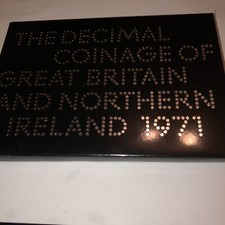 THE DECIMAL
COINAGE OF
GREAT BRITAIN
AND NORTHERN
IRELAND 1971